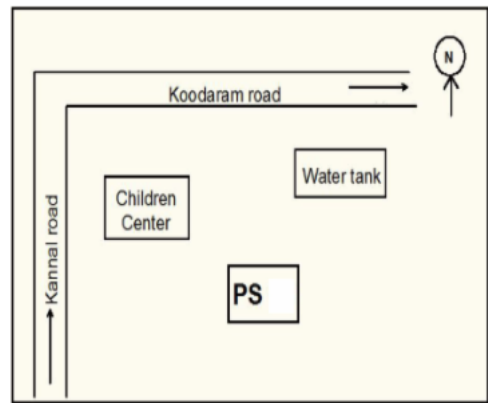 N
Koodaram road
Water tank
Children
Center
PS
Kannal road